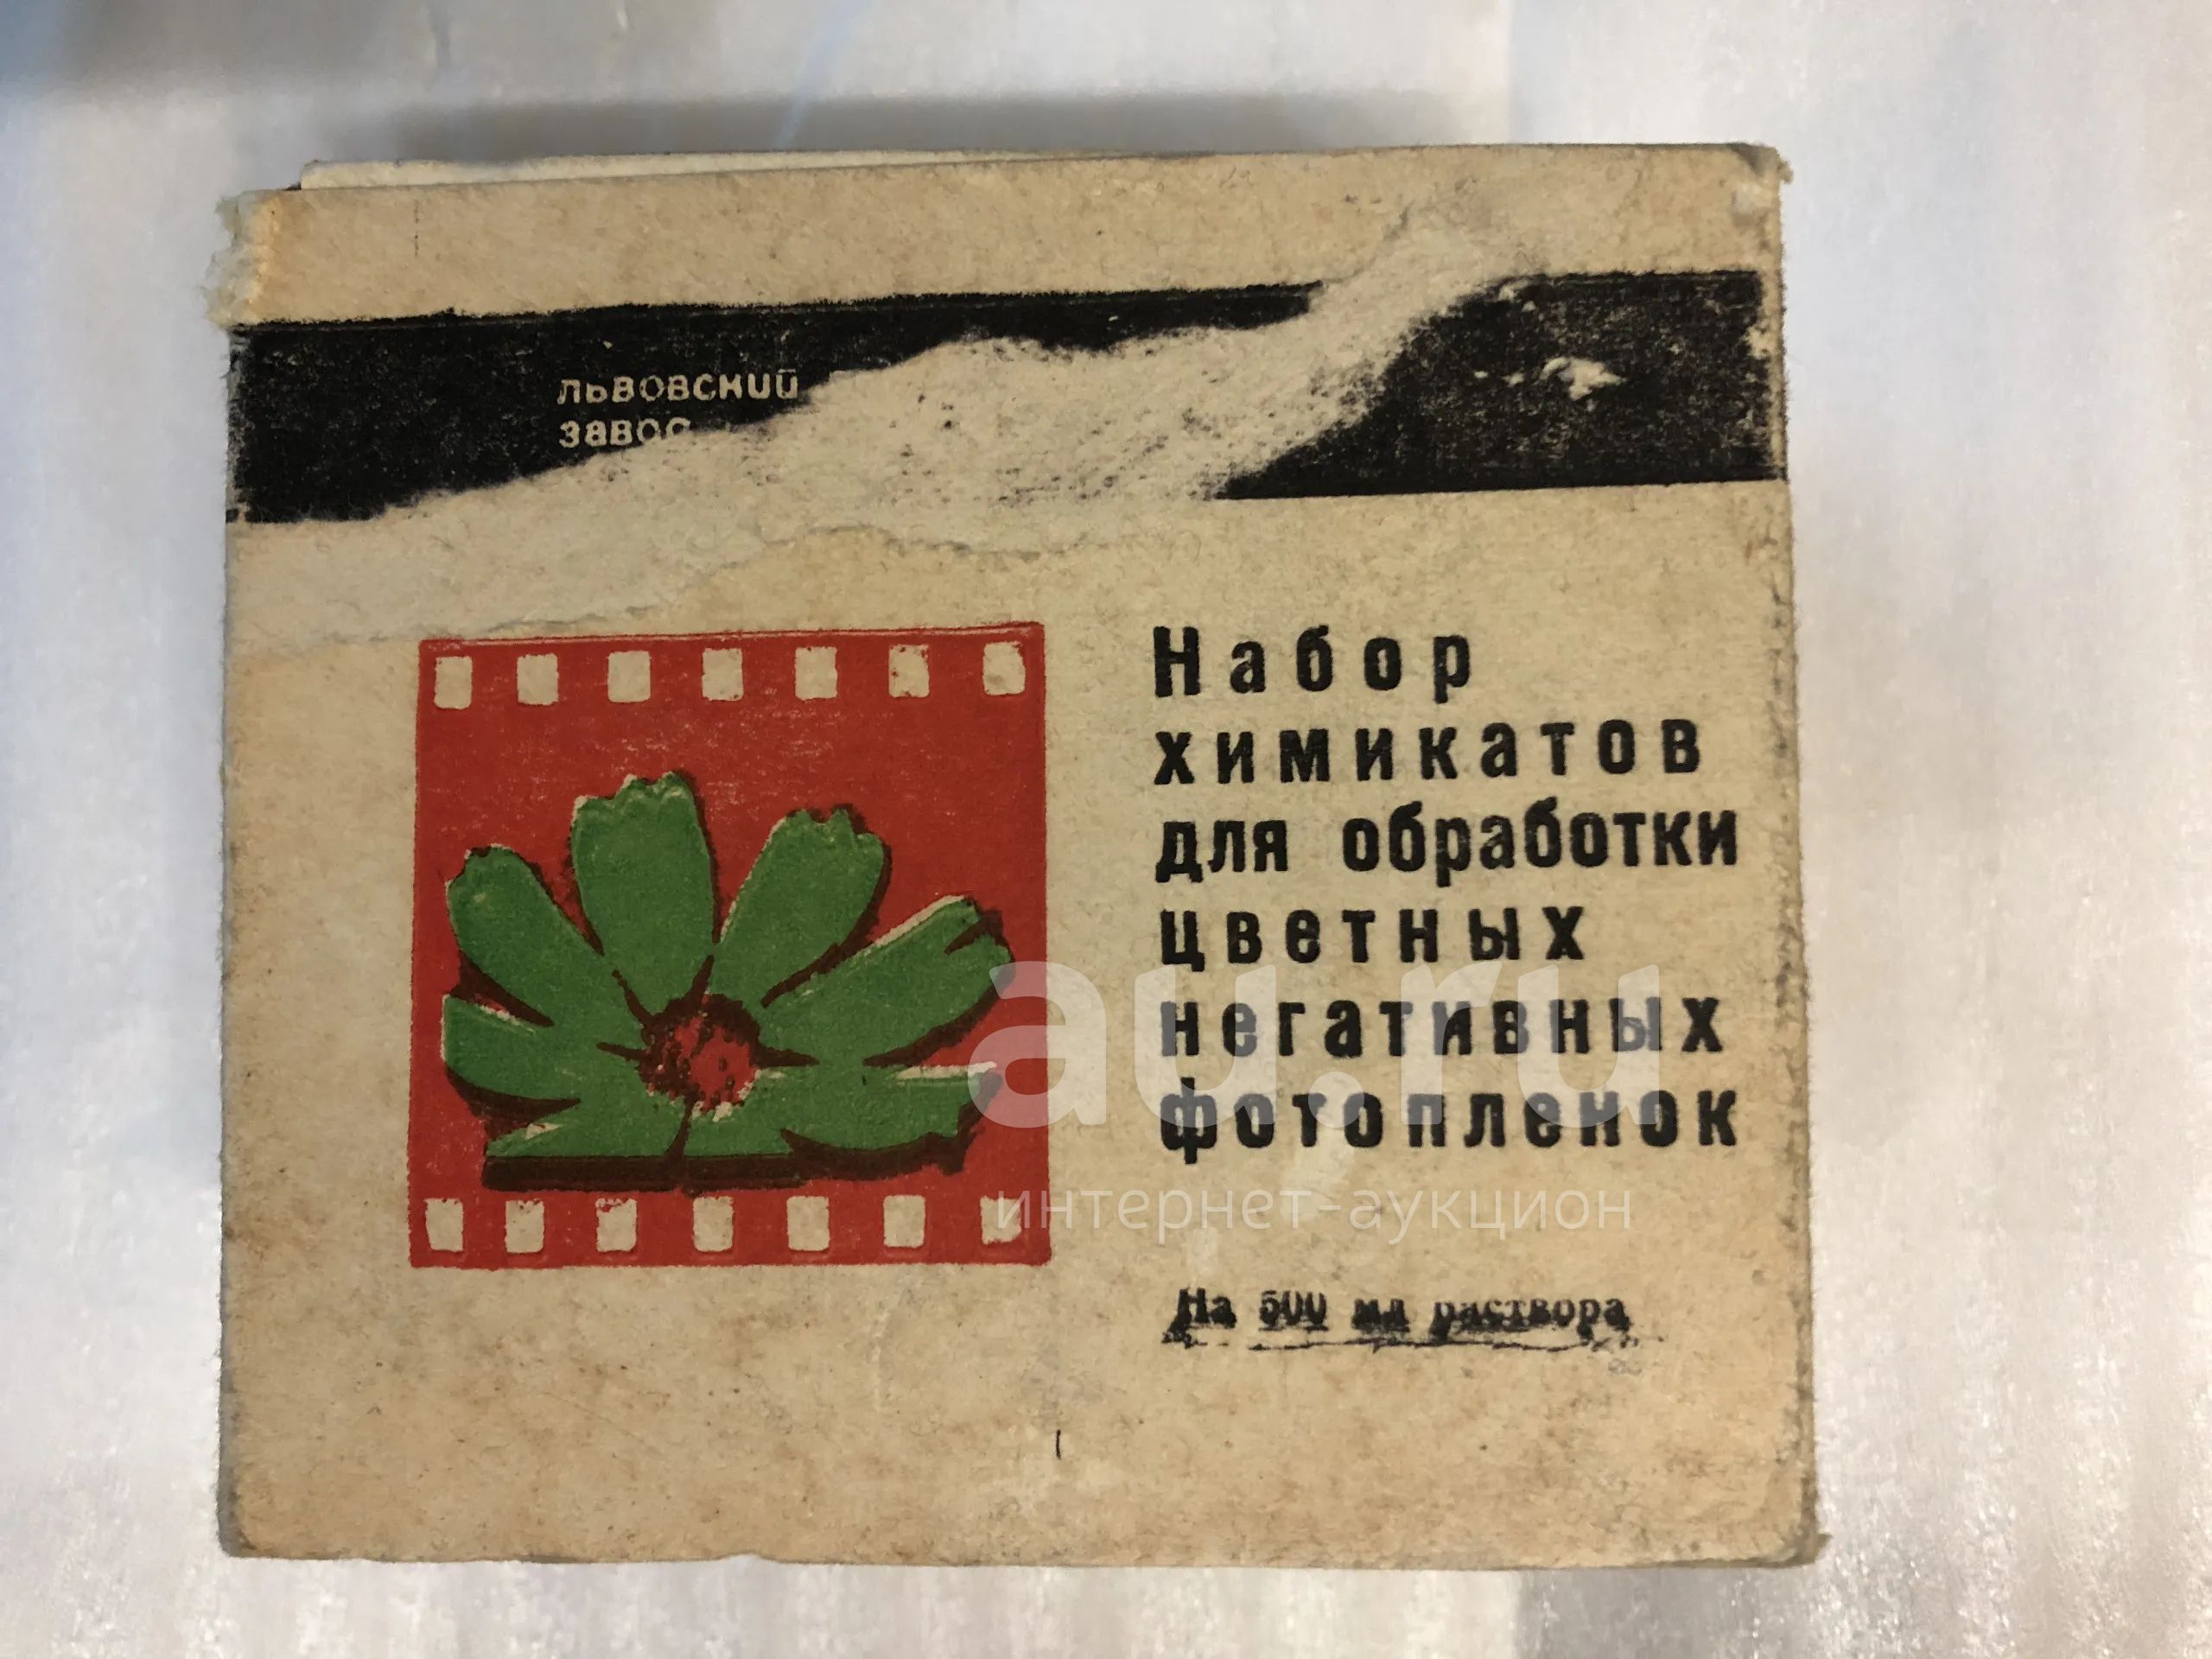 львовский
Набор
химикатов
для обработки
цветных
негативных
фотопленок
au.ru
интернет-аукцион
На 500 мл раствора